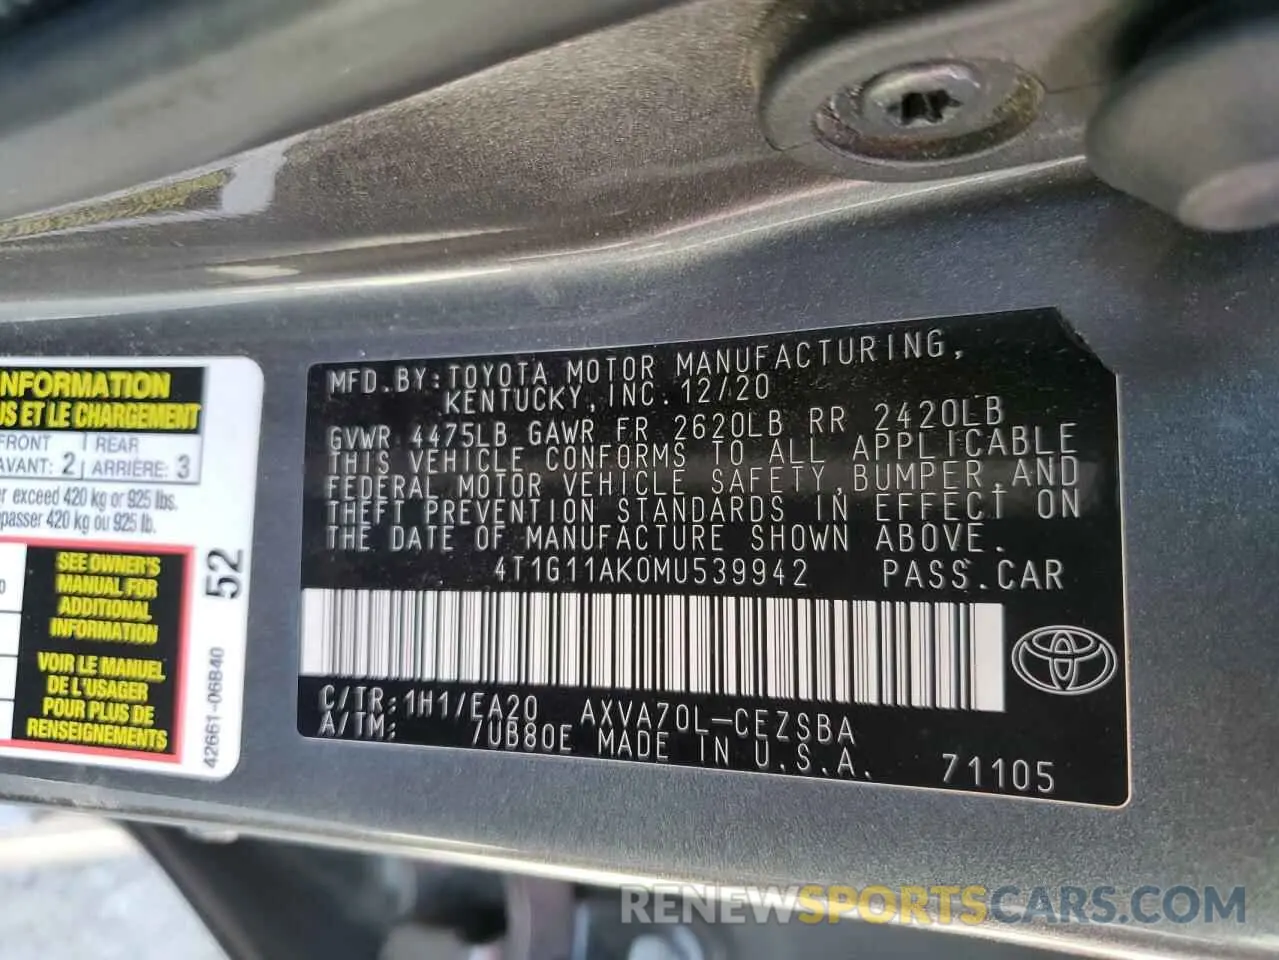 NFORMATION
US ET LE CHARGEMENT
FRONT REAR
AVANT: 2 ARRIÈRE: 3
er exceed 420 kg or 925 lbs.
passer 420 kg ou 925 lb.
SEE OWNER'S
MANUAL FOR
ADDITIONAL
INFORMATION
VOIR LE MANUEL
DE L'USAGER
POUR PLUS DE
RENSEIGNEMENTS
52
42661-06B40
MFD.BY:TOYOTA MOTOR MANUFACTURING,
KENTUCKY,INC.12/20
GVWR 4475LB GAWR FR 2620LB RR 2420LB
THIS VEHICLE CONFORMS TO ALL APPLICABLE
FEDERAL MOTOR VEHICLE SAFETY,BUMPER,AND
THEFT PREVENTION STANDARDS IN EFFECT ON
THE DATE OF MANUFACTURE SHOWN ABOVE.
4T1G11AK0MU539942 PASS.CAR
C/TR:1H1/EA20 AXVA70L-CEZSBA
A/TM: 7UB80E MADE IN U.S.A. 71105
RENEWSPORTSCARS.COM